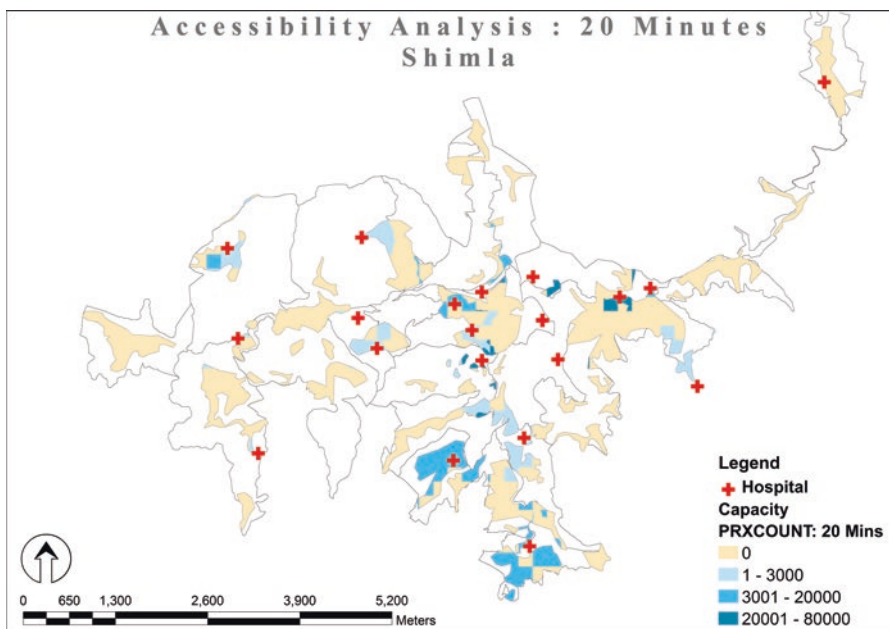 Accessibility Analysis : 20 Minutes
Shimla
Legend
Hospital
Capacity
PRXCOUNT: 20 Mins
0
1 - 3000
3001 - 20000
20001 - 80000
0 650 1,300 2,600 3,900 5,200
Meters